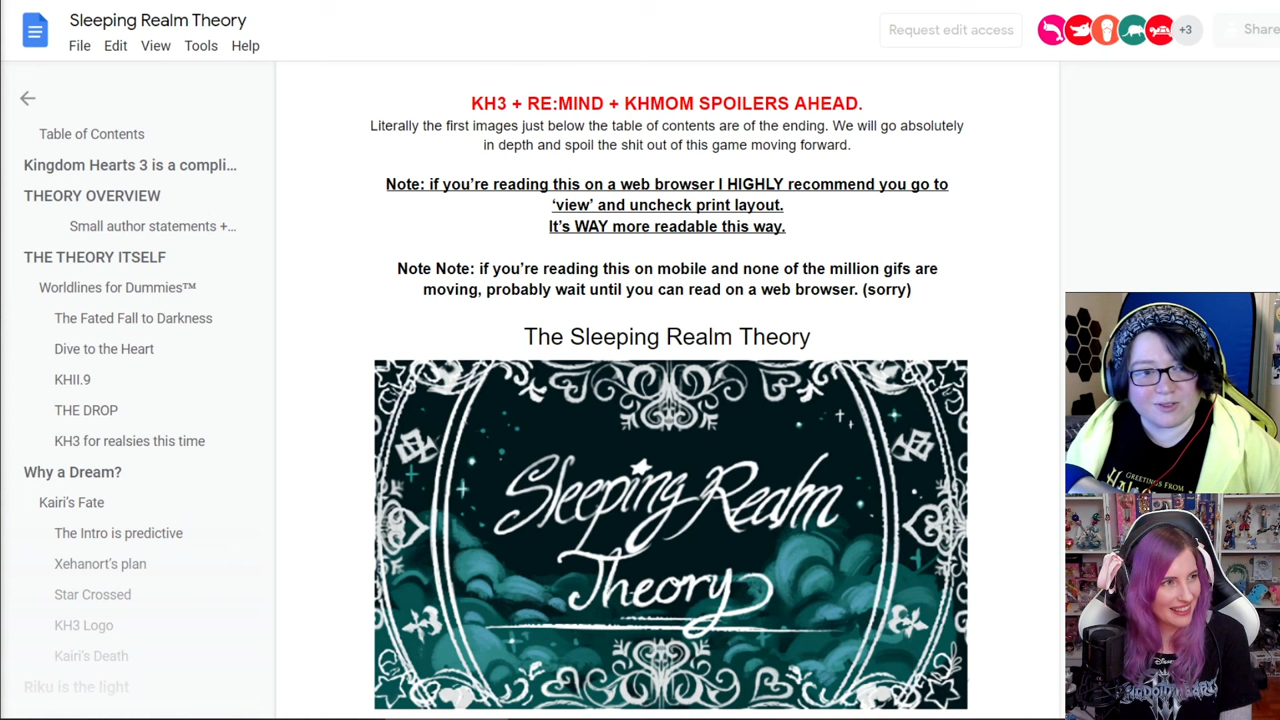 Sleeping Realm Theory
File Edit View Tools Help
Request edit access
+3
Share
Table of Contents
Kingdom Hearts 3 is a compli...
THEORY OVERVIEW
Small author statements +...
THE THEORY ITSELF
Worldlines for Dummies™
The Fated Fall to Darkness
Dive to the Heart
KHII.9
THE DROP
KH3 for realsies this time
Why a Dream?
Kairi's Fate
The Intro is predictive
Xehanort's plan
Star Crossed
KH3 Logo
Kairi's Death
Riku is the light
KH3 + RE:MIND + KHMOM SPOILERS AHEAD.
Literally the first images just below the table of contents are of the ending. We will go absolutely
in depth and spoil the shit out of this game moving forward.
Note: if you're reading this on a web browser I HIGHLY recommend you go to
‘view’ and uncheck print layout.
It's WAY more readable this way.
Note Note: if you're reading this on mobile and none of the million gifs are
moving, probably wait until you can read on a web browser. (sorry)
The Sleeping Realm Theory
Sleeping Realm
Theory
GREETINGS FROM
Disney
KINGDOM HEARTS